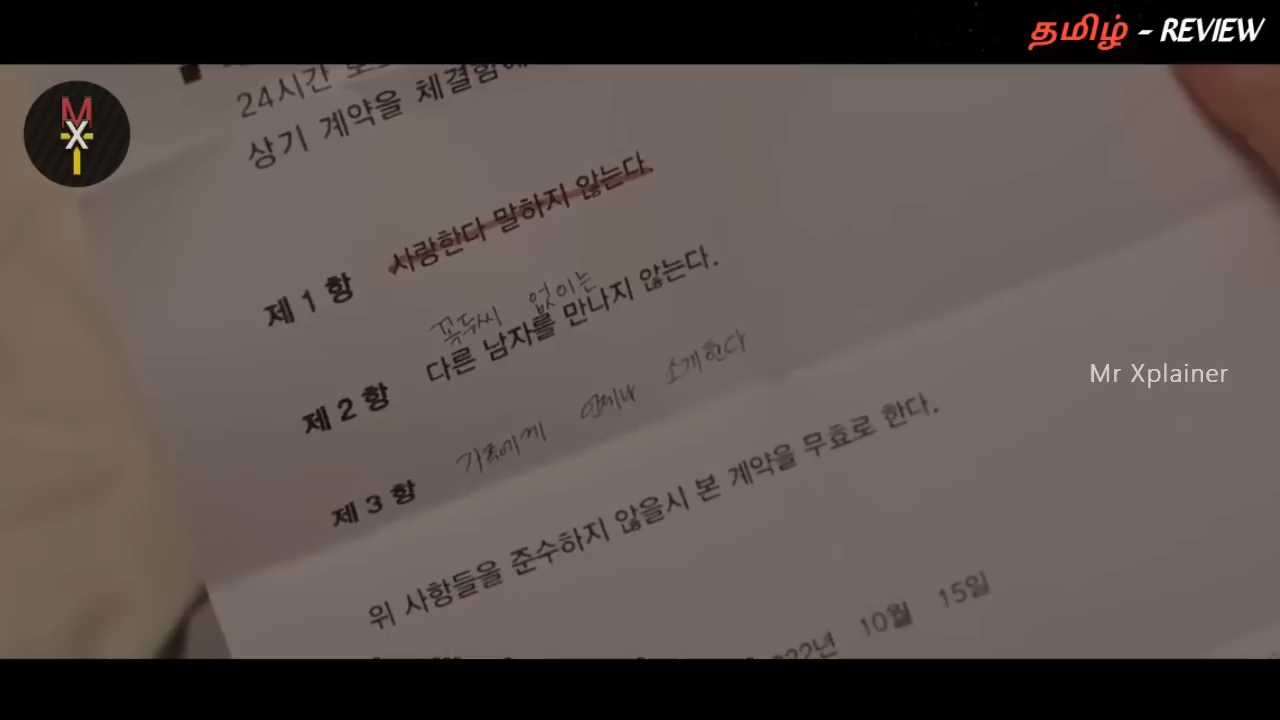 தமிழ் - REVIEW
24시간
상기 계약을 체결함에
제 1 항 사랑한다 말하지 않는다.
꼭두씨 없이는
제 2 항 다른 남자를 만나지 않는다.
제 3 항 가족에게 언제나 소개한다
위 사항들을 준수하지 않을시 본 계약을 무효로 한다.
10월 15일
Mr Xplainer